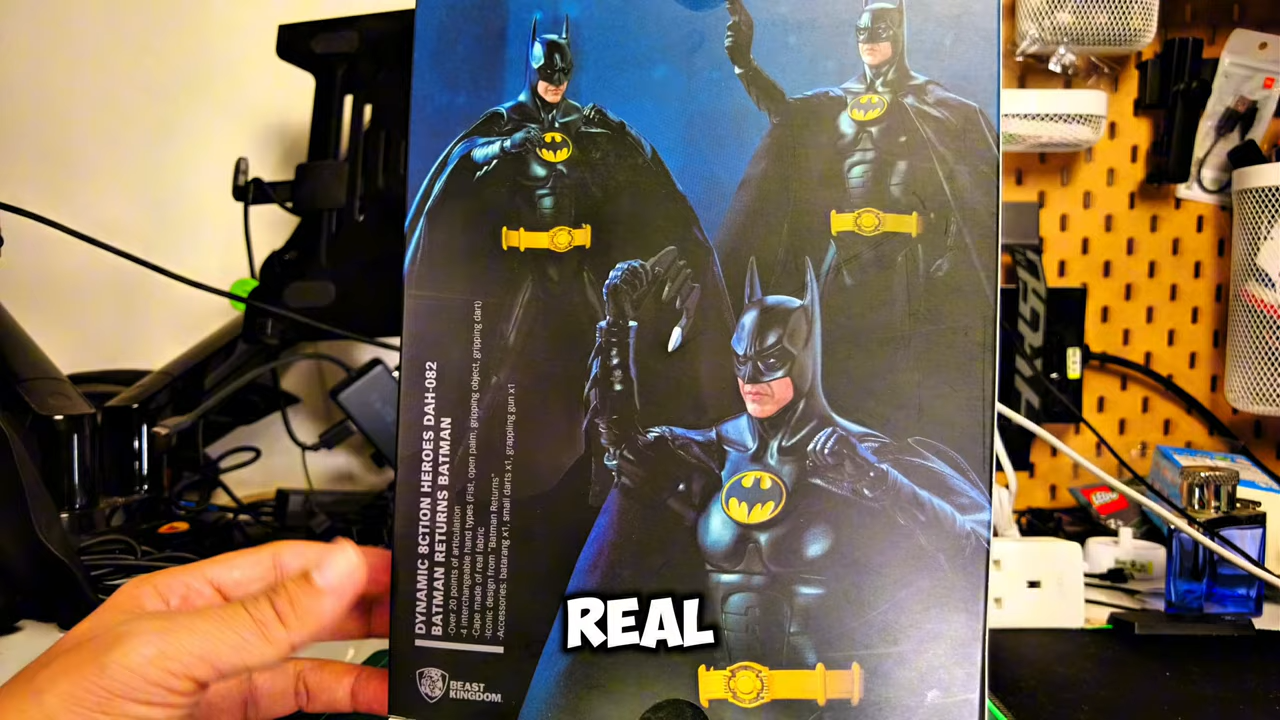 DYNAMIC 8CTION HEROES DAH-082
BATMAN RETURNS BATMAN
-Over 20 points of articulation
-4 interchangeable hand types (Fist, open palm, gripping object, gripping dart)
-Cape made of real fabric
-Iconic design from "Batman Returns"
-Accessories: batarang x1, small darts x1, grappling gun x1
BEAST
KINGDOM
REAL
LEGO